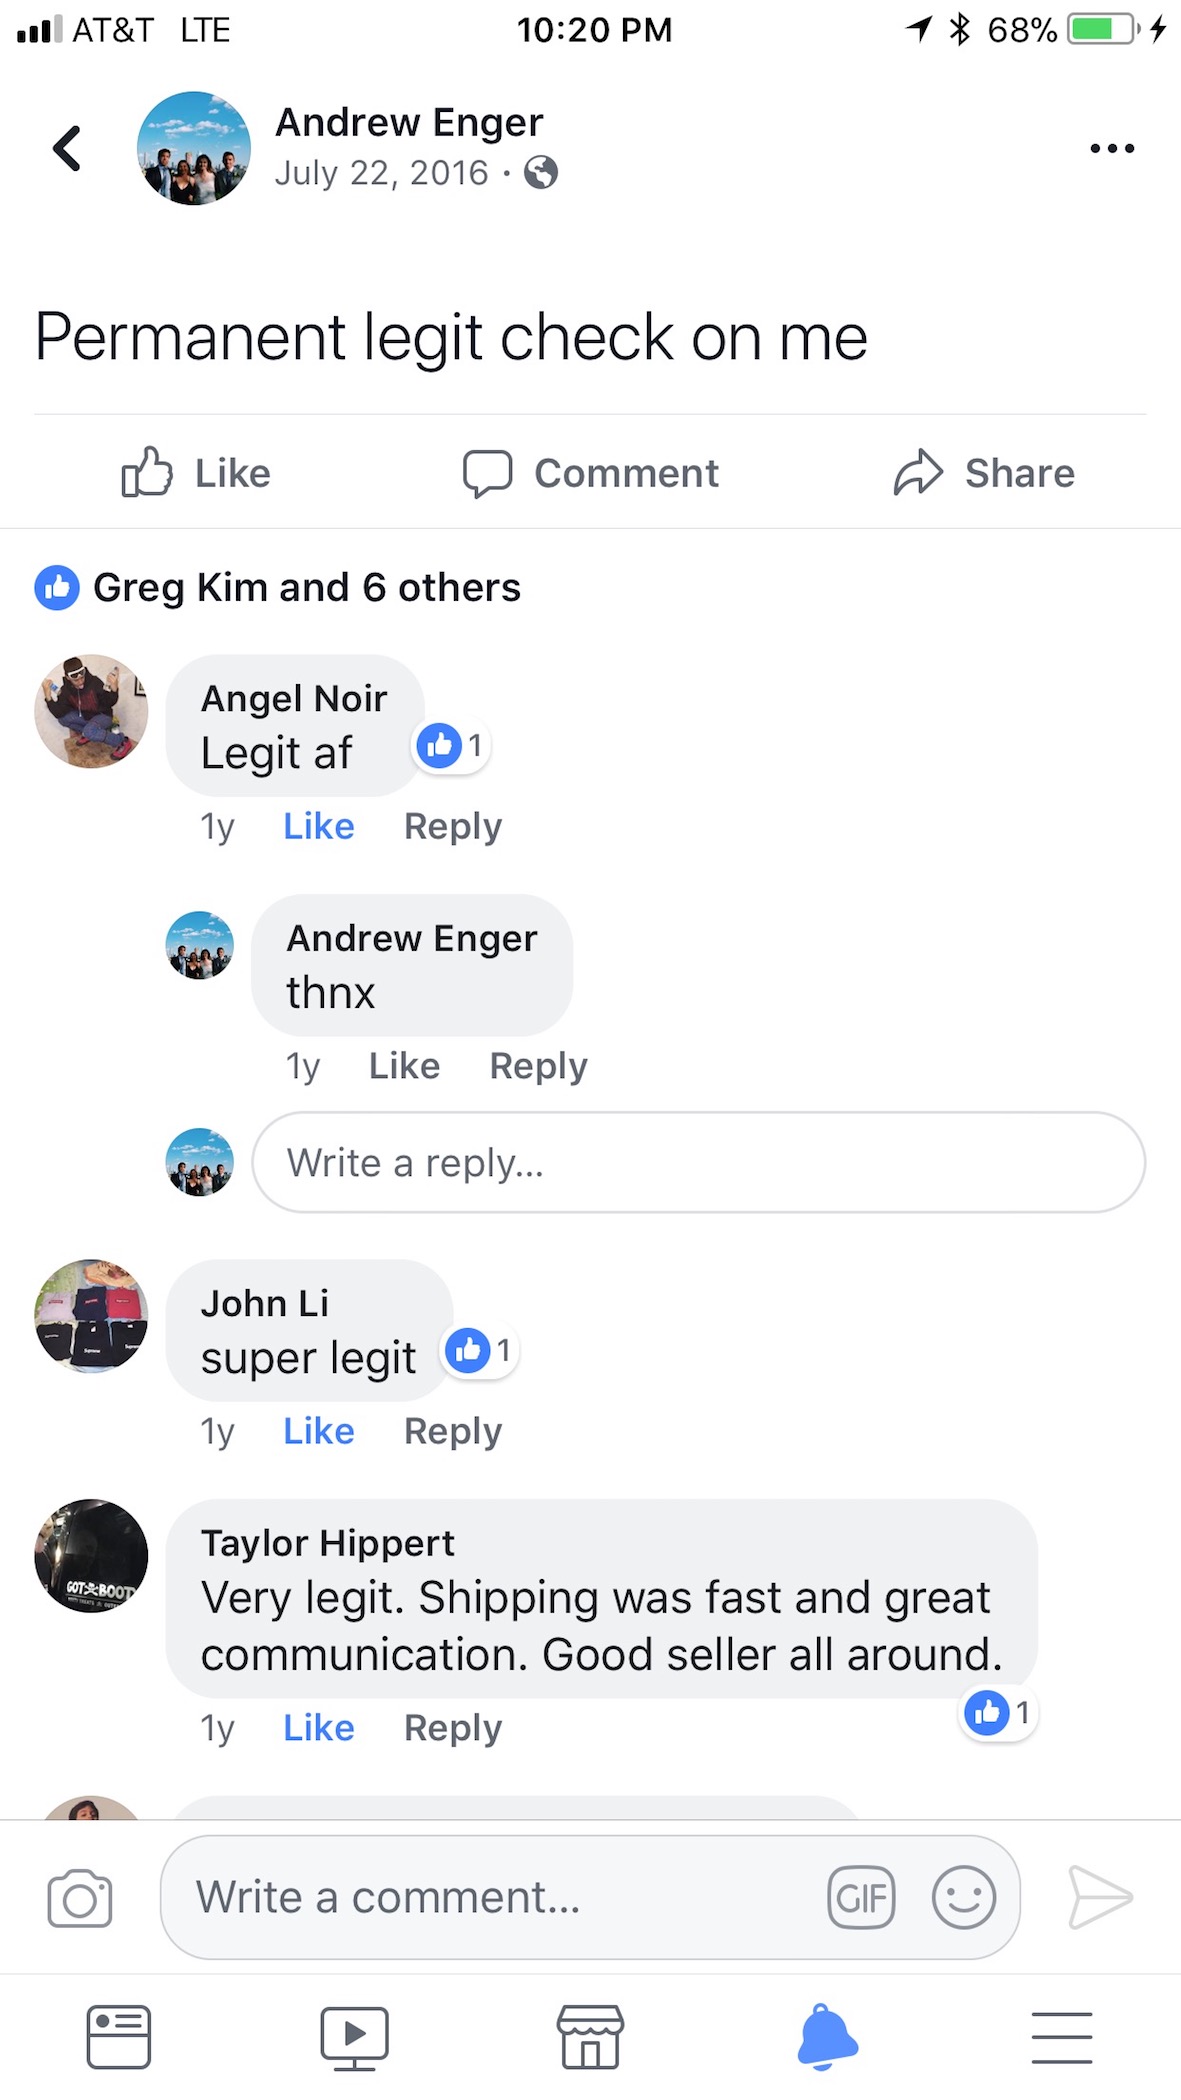 AT&T LTE 10:20 PM 68%
Andrew Enger
July 22, 2016 ·
Permanent legit check on me
Like Comment Share
Greg Kim and 6 others
Angel Noir
Legit af
1
1y Like Reply
Andrew Enger
thnx
1y Like Reply
Write a reply...
John Li
super legit
1
1y Like Reply
GOT BOOT
Taylor Hippert
Very legit. Shipping was fast and great
communication. Good seller all around.
1y Like Reply 1
Write a comment... GIF